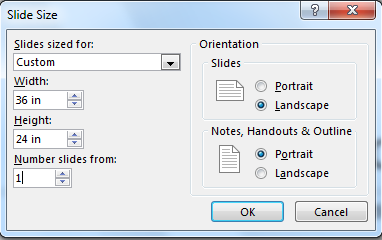 Slide Size
?
Slides sized for:
Custom
Width:
36 in
Height:
24 in
Number slides from:
1
Orientation
Slides
Portrait
Landscape
Notes, Handouts & Outline
Portrait
Landscape
OK
Cancel